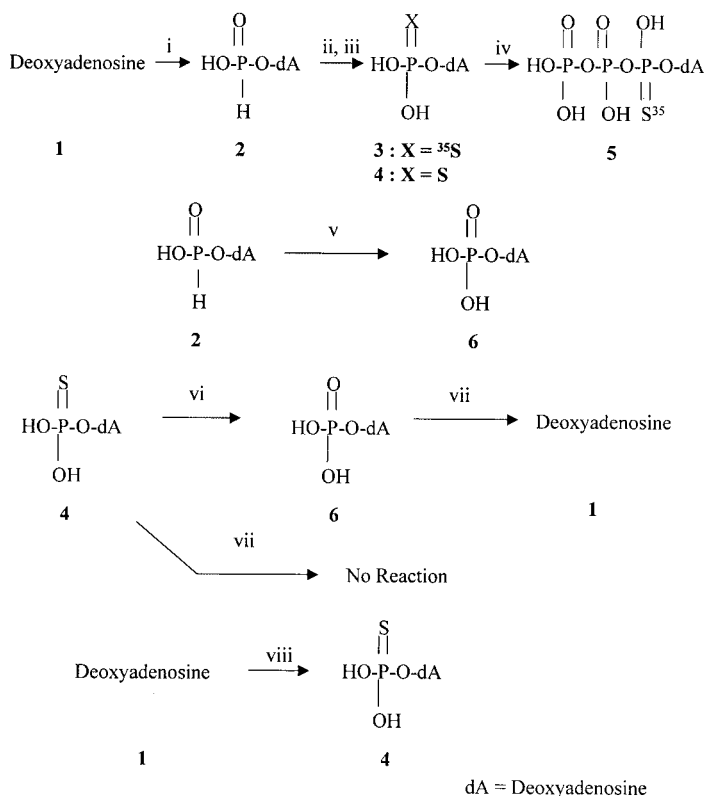 O X O O OH
Deoxyadenosine i HO-P-O-dA ii, iii HO-P-O-dA iv HO-P-O-P-O-P-O-dA
H OH OH OH S35
1 2 3 : X = 35S 5
4 : X = S
O O
HO-P-O-dA v HO-P-O-dA
H OH
2 6
S O
HO-P-O-dA vi HO-P-O-dA vii Deoxyadenosine
OH OH
4 6 1
vii
No Reaction
S
Deoxyadenosine viii HO-P-O-dA
OH
1 4
dA = Deoxyadenosine